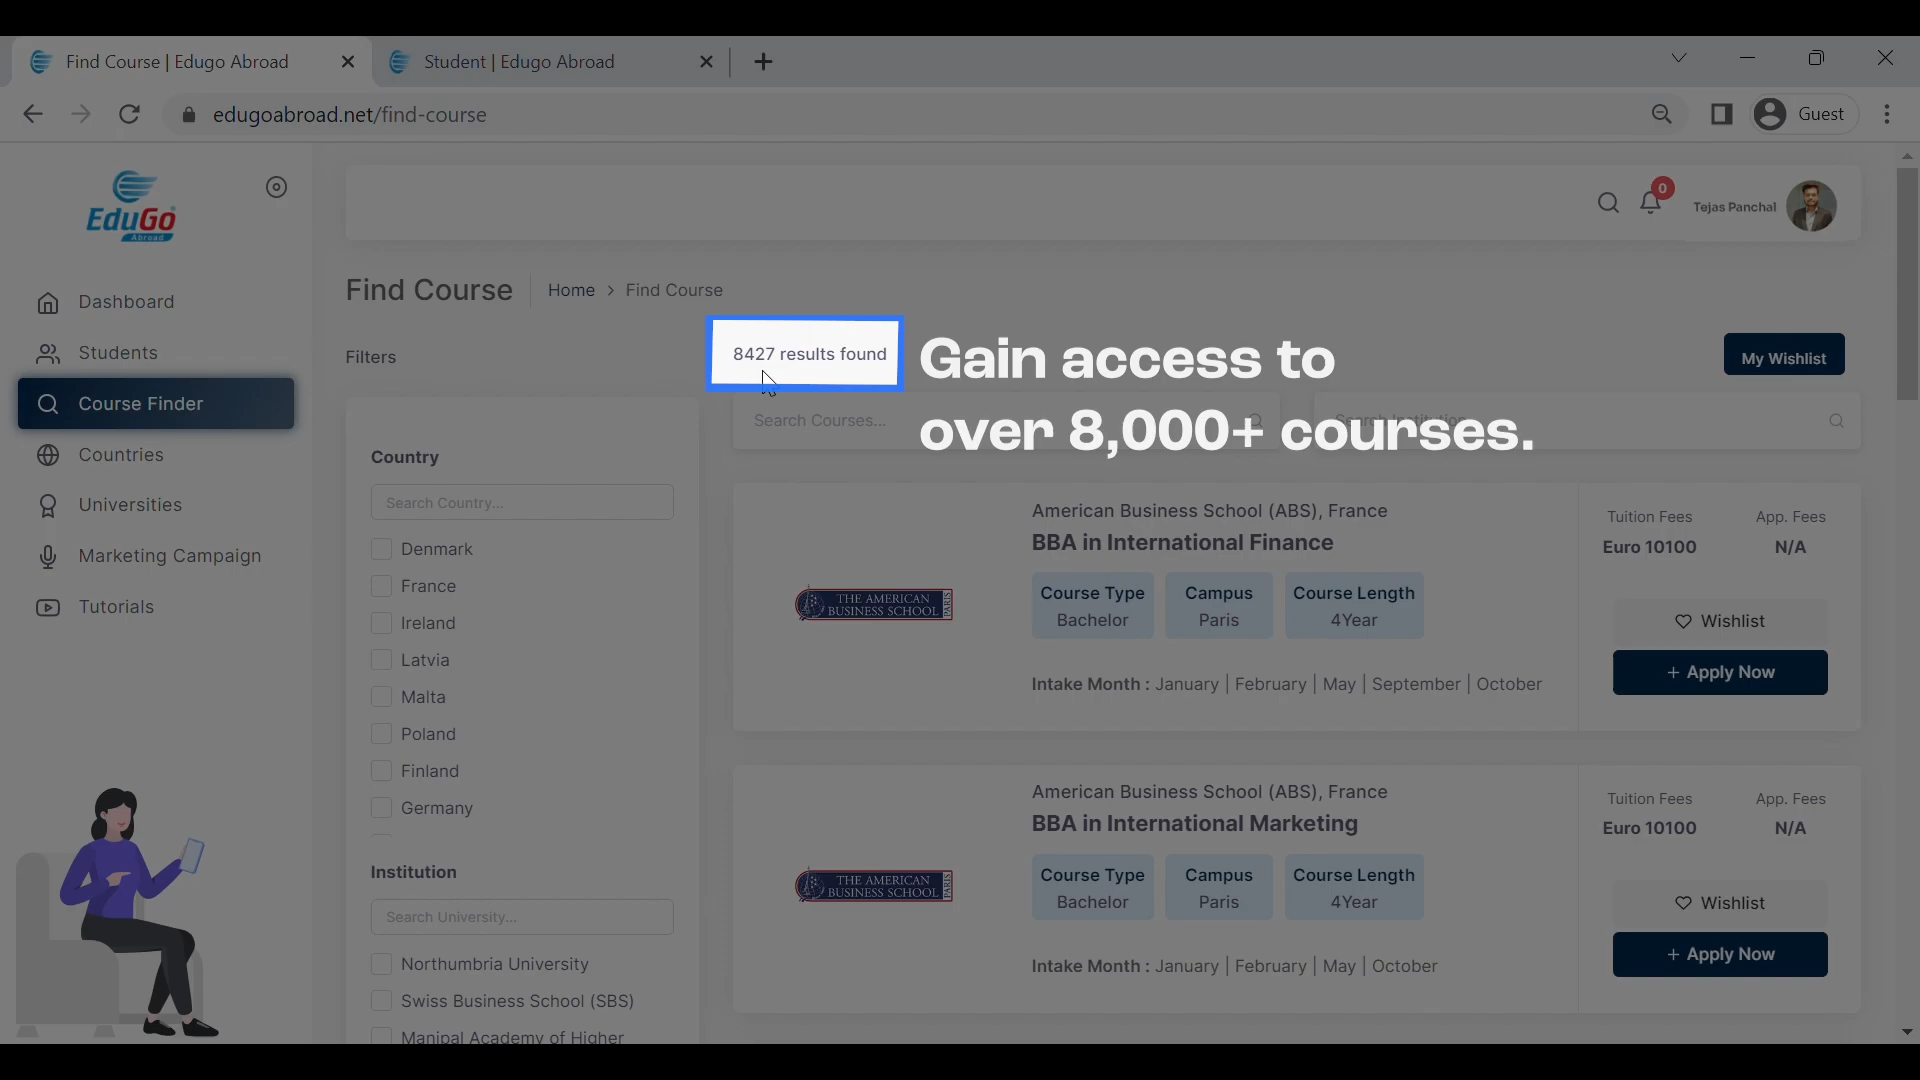 Find Course | Edugo Abroad
Student | Edugo Abroad
edugoabroad.net/find-course
Guest
EduGo
Abroad
0
Tejas Panchal
Dashboard
Students
Course Finder
Countries
Universities
Marketing Campaign
Tutorials
Find Course
Home > Find Course
Filters
8427 results found
Gain access to
over 8,000+ courses.
My Wishlist
Search Courses...
Search Institution
Country
Search Country...
Denmark
France
Ireland
Latvia
Malta
Poland
Finland
Germany
Institution
Search University...
Northumbria University
Swiss Business School (SBS)
Manipal Academy of Higher
THE AMERICAN
BUSINESS SCHOOL
PARIS
American Business School (ABS), France
BBA in International Finance
Course Type
Bachelor
Campus
Paris
Course Length
4Year
Intake Month : January | February | May | September | October
Tuition Fees
Euro 10100
App. Fees
N/A
Wishlist
+ Apply Now
THE AMERICAN
BUSINESS SCHOOL
PARIS
American Business School (ABS), France
BBA in International Marketing
Course Type
Bachelor
Campus
Paris
Course Length
4Year
Intake Month : January | February | May | October
Tuition Fees
Euro 10100
App. Fees
N/A
Wishlist
+ Apply Now